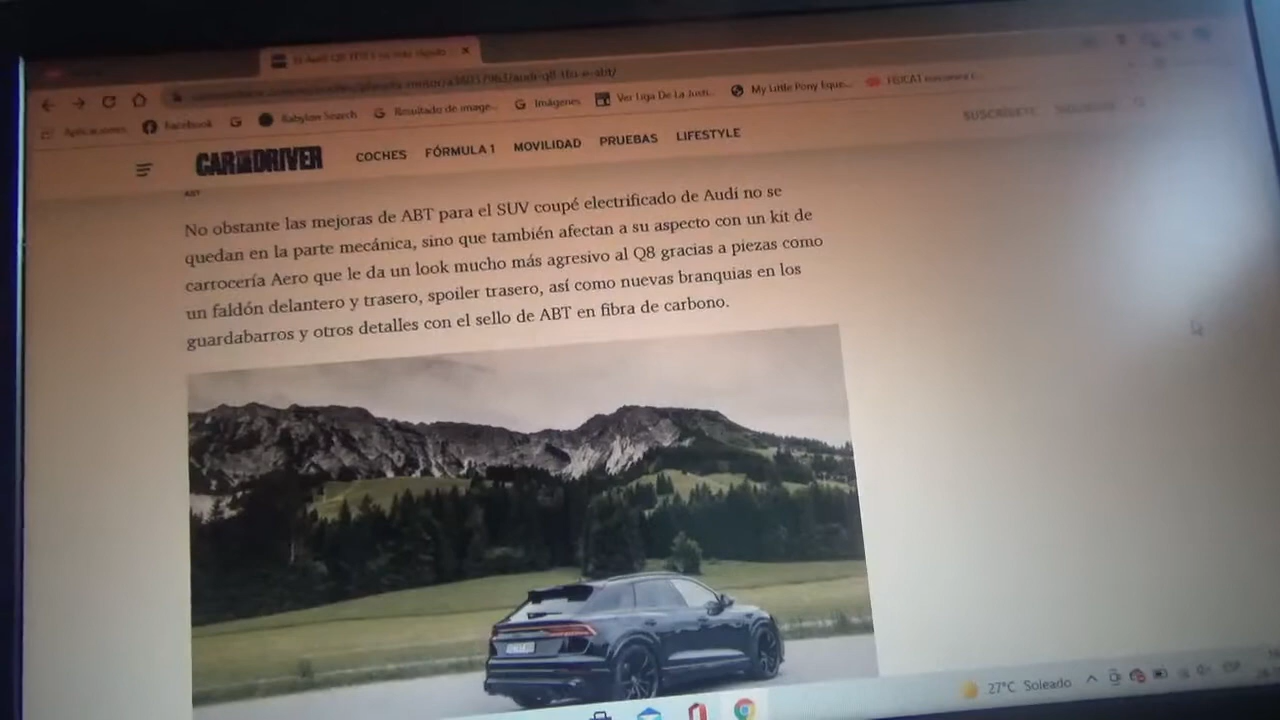 Aplicaciones Facebook G Babylon Search Resultado de image... Imágenes Ver Liga De La Justi... My Little Pony Eque...
CAR DRIVER COCHES FÓRMULA 1 MOVILIDAD PRUEBAS LIFESTYLE SUSCRÍBETE
ABT
No obstante las mejoras de ABT para el SUV coupé electrificado de Audi no se
quedan en la parte mecánica, sino que también afectan a su aspecto con un kit de
carrocería Aero que le da un look mucho más agresivo al Q8 gracias a piezas como
un faldón delantero y trasero, spoiler trasero, así como nuevas branquias en los
guardabarros y otros detalles con el sello de ABT en fibra de carbono.
27°C Soleado ESP